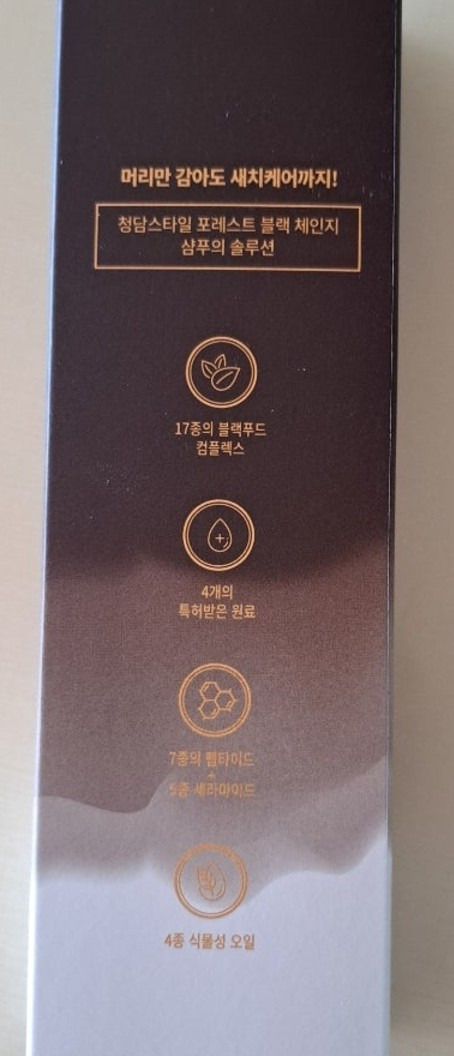 머리만 감아도 새치케어까지!
청담스타일 포레스트 블랙 체인지
샴푸의 솔루션
17종의 블랙푸드
컴플렉스
4개의
특허받은 원료
7종의 펩타이드
+
5종 세라마이드
4종 식물성 오일